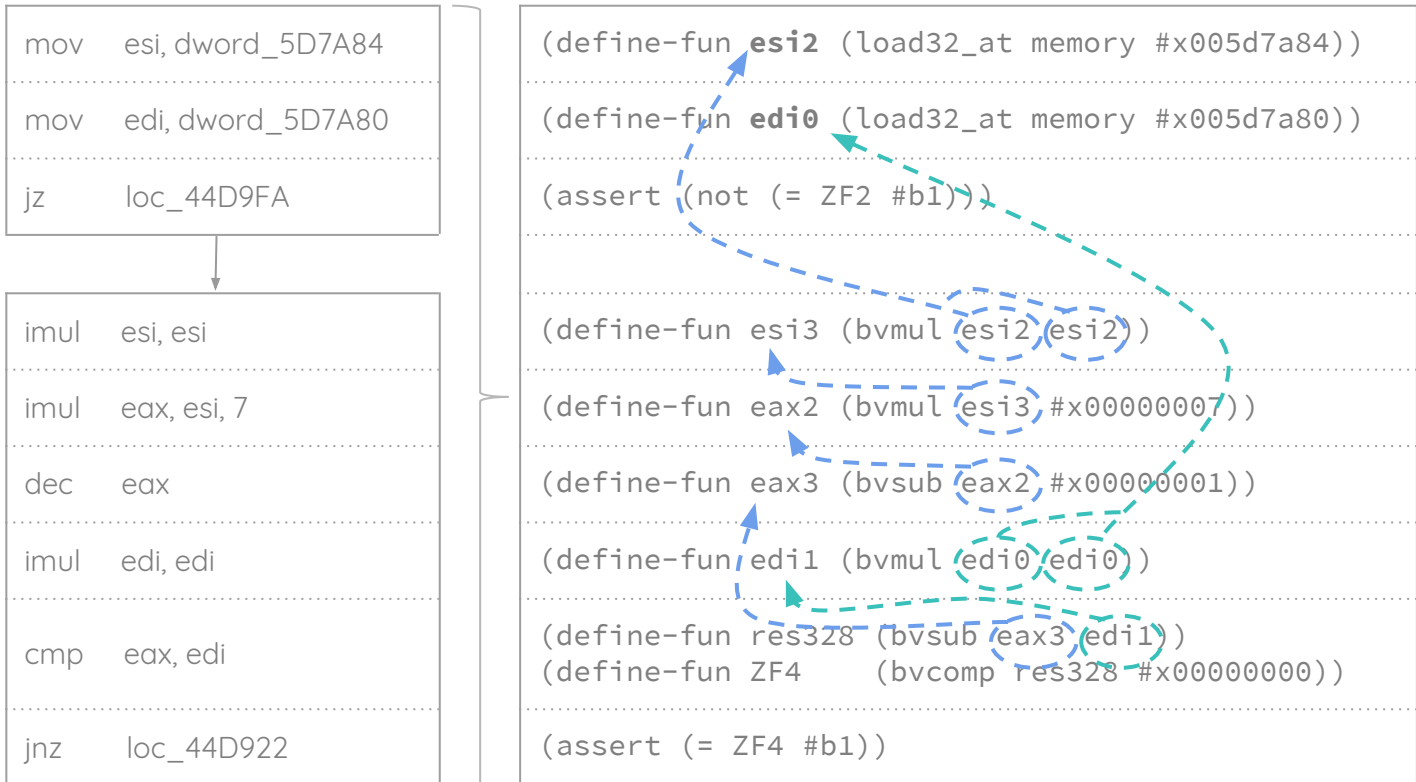 mov esi, dword_5D7A84
(define-fun esi2 (load32_at memory #x005d7a84))
mov edi, dword_5D7A80
(define-fun edi0 (load32_at memory #x005d7a80))
jz loc_44D9FA
(assert (not (= ZF2 #b1)))
imul esi, esi
(define-fun esi3 (bvmul esi2 esi2))
imul eax, esi, 7
(define-fun eax2 (bvmul esi3 #x00000007))
dec eax
(define-fun eax3 (bvsub eax2 #x00000001))
imul edi, edi
(define-fun edi1 (bvmul edi0 edi0))
cmp eax, edi
(define-fun res328 (bvsub eax3 edi1))
(define-fun ZF4 (bvcomp res328 #x00000000))
jnz loc_44D922
(assert (= ZF4 #b1))